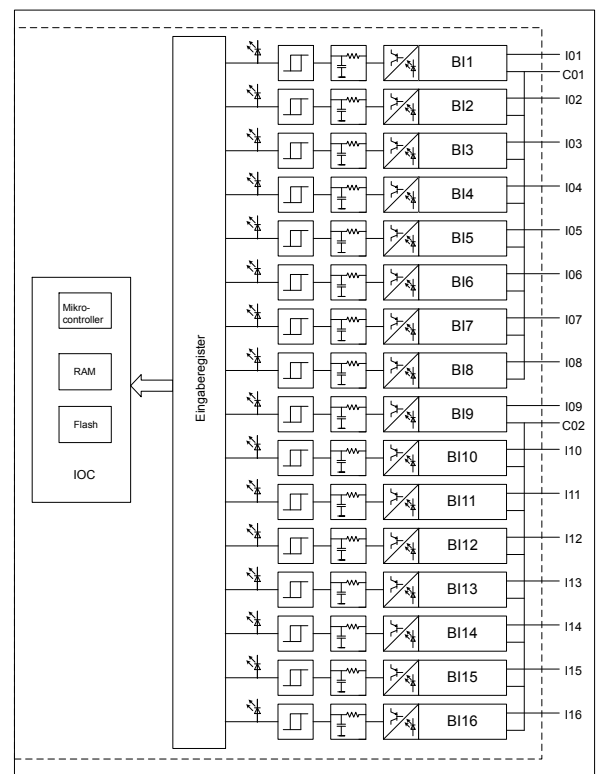 BI1
I01
C01
BI2
I02
BI3
I03
BI4
I04
BI5
I05
BI6
I06
BI7
I07
BI8
I08
BI9
I09
C02
BI10
I10
BI11
I11
BI12
I12
BI13
I13
BI14
I14
BI15
I15
BI16
I16
Mikro-
controller
RAM
Flash
IOC
Eingaberegister